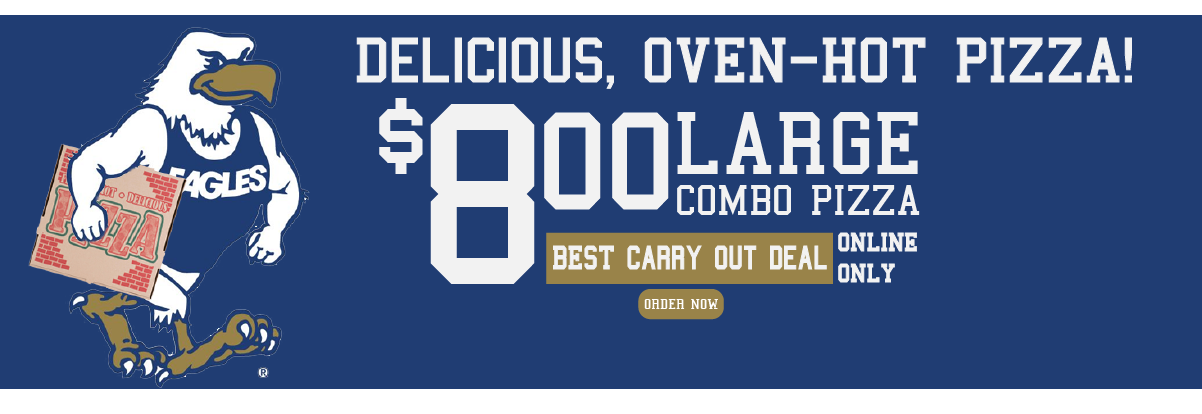 DELICIOUS, OVEN-HOT PIZZA!
$800 LARGE
COMBO PIZZA
BEST CARRY OUT DEAL
ONLINE
ONLY
ORDER NOW
EAGLES
HOT • DELICIOUS
PIZZA
®